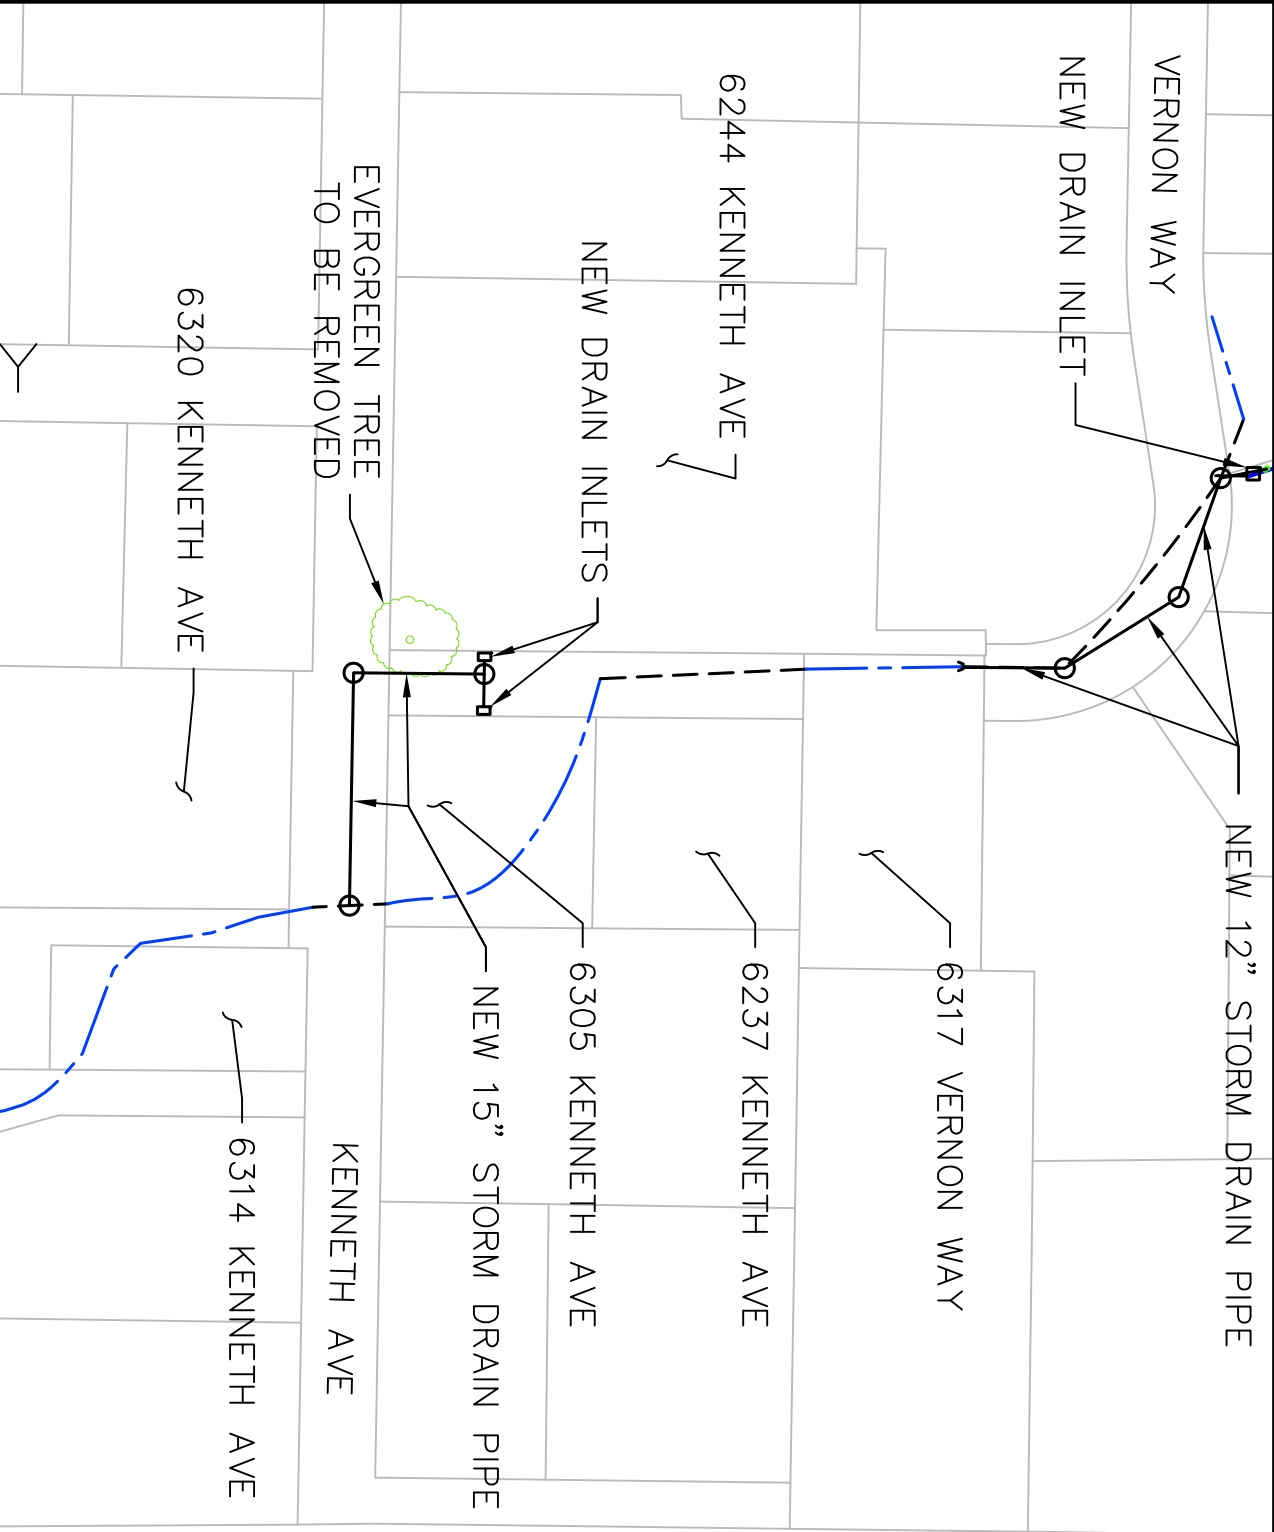 VERNON WAY
NEW DRAIN INLET
6244 KENNETH AVE
NEW DRAIN INLETS
EVERGREEN TREE
TO BE REMOVED
6320 KENNETH AVE
NEW 12” STORM DRAIN PIPE
6317 VERNON WAY
6237 KENNETH AVE
6305 KENNETH AVE
NEW 15” STORM DRAIN PIPE
KENNETH AVE
6314 KENNETH AVE